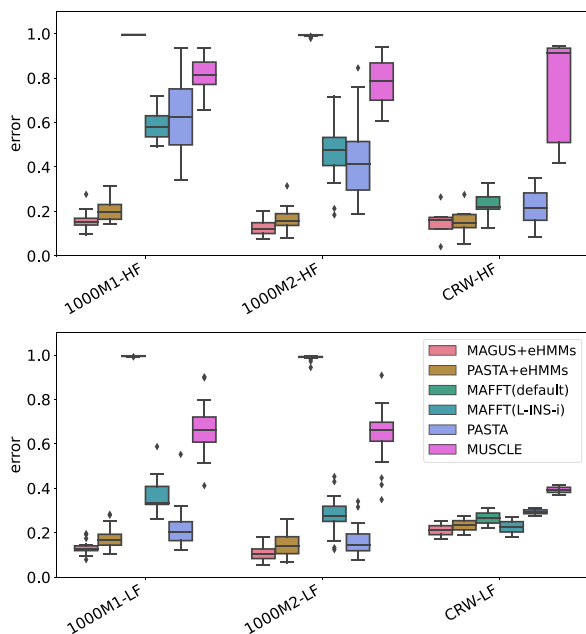 1.0
0.8
0.6
0.4
0.2
0.0
error
1000M1-HF
1000M2-HF
CRW-HF
1.0
0.8
0.6
0.4
0.2
0.0
error
MAGUS+eHMMs
PASTA+eHMMs
MAFFT(default)
MAFFT(L-INS-i)
PASTA
MUSCLE
1000M1-LF
1000M2-LF
CRW-LF